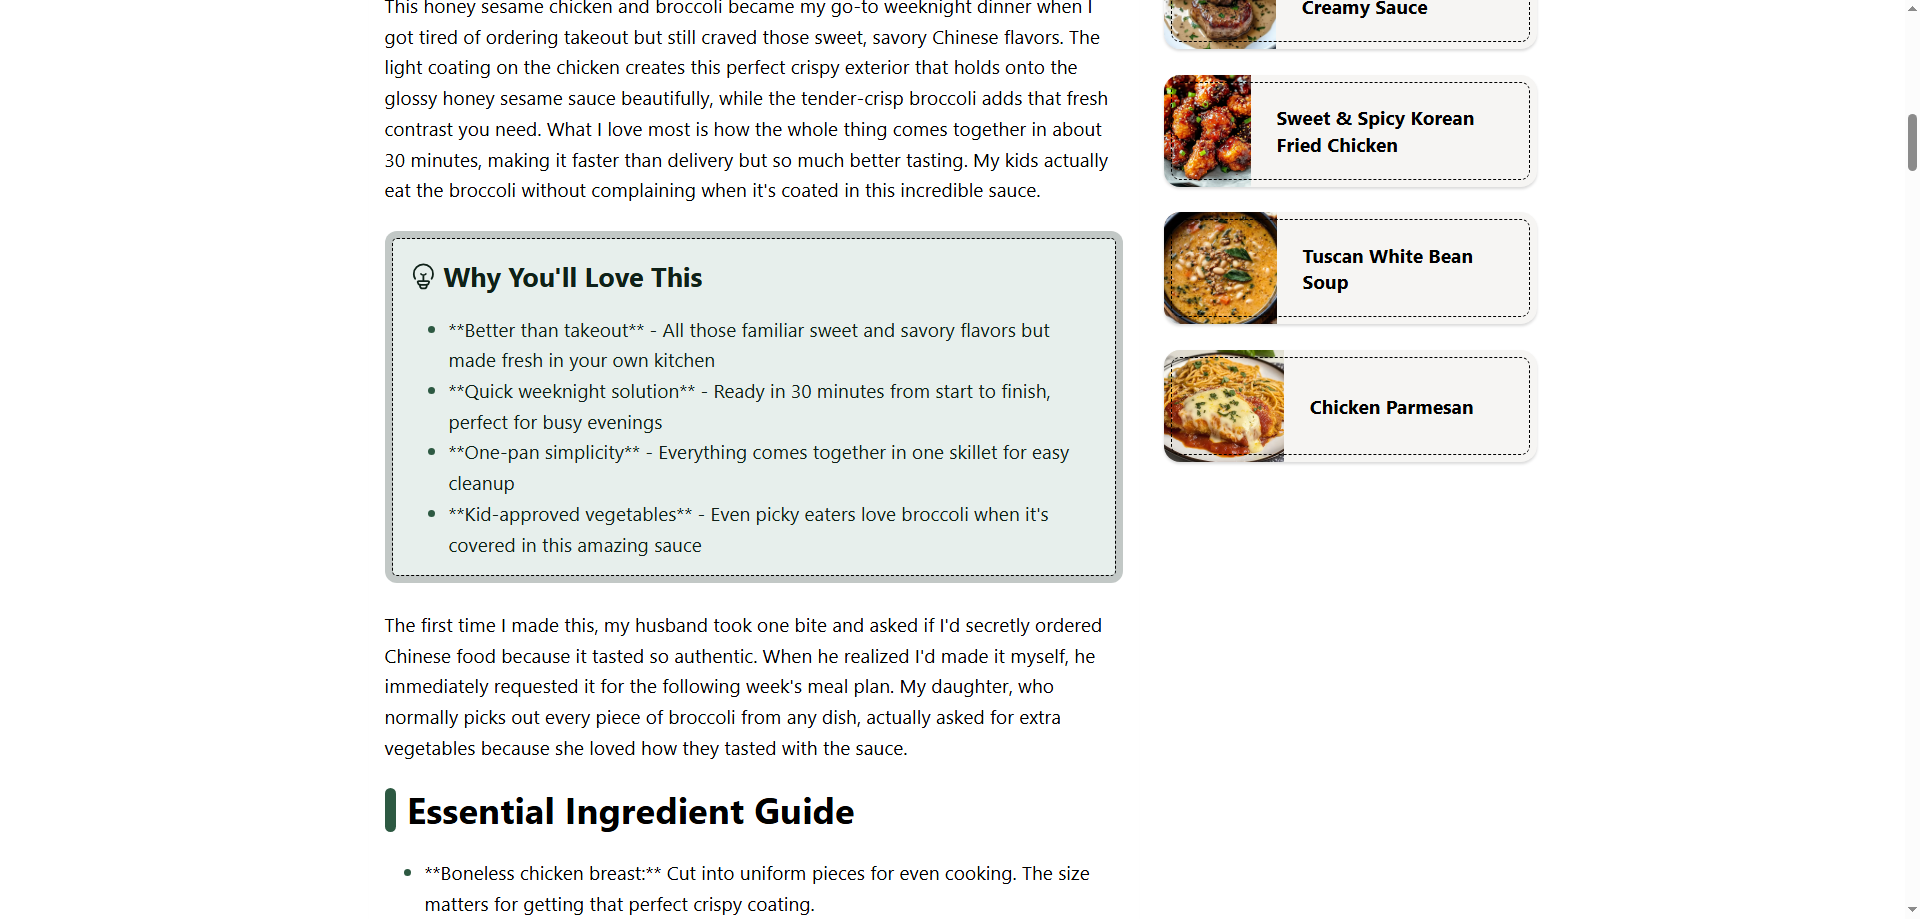 This honey sesame chicken and broccoli became my go-to weeknight dinner when I
got tired of ordering takeout but still craved those sweet, savory Chinese flavors. The
light coating on the chicken creates this perfect crispy exterior that holds onto the
glossy honey sesame sauce beautifully, while the tender-crisp broccoli adds that fresh
contrast you need. What I love most is how the whole thing comes together in about
30 minutes, making it faster than delivery but so much better tasting. My kids actually
eat the broccoli without complaining when it's coated in this incredible sauce.
Why You'll Love This
**Better than takeout** - All those familiar sweet and savory flavors but
made fresh in your own kitchen
**Quick weeknight solution** - Ready in 30 minutes from start to finish,
perfect for busy evenings
**One-pan simplicity** - Everything comes together in one skillet for easy
cleanup
**Kid-approved vegetables** - Even picky eaters love broccoli when it's
covered in this amazing sauce
The first time I made this, my husband took one bite and asked if I'd secretly ordered
Chinese food because it tasted so authentic. When he realized I'd made it myself, he
immediately requested it for the following week's meal plan. My daughter, who
normally picks out every piece of broccoli from any dish, actually asked for extra
vegetables because she loved how they tasted with the sauce.
Essential Ingredient Guide
**Boneless chicken breast:** Cut into uniform pieces for even cooking. The size
matters for getting that perfect crispy coating.
Creamy Sauce
Sweet & Spicy Korean
Fried Chicken
Tuscan White Bean
Soup
Chicken Parmesan